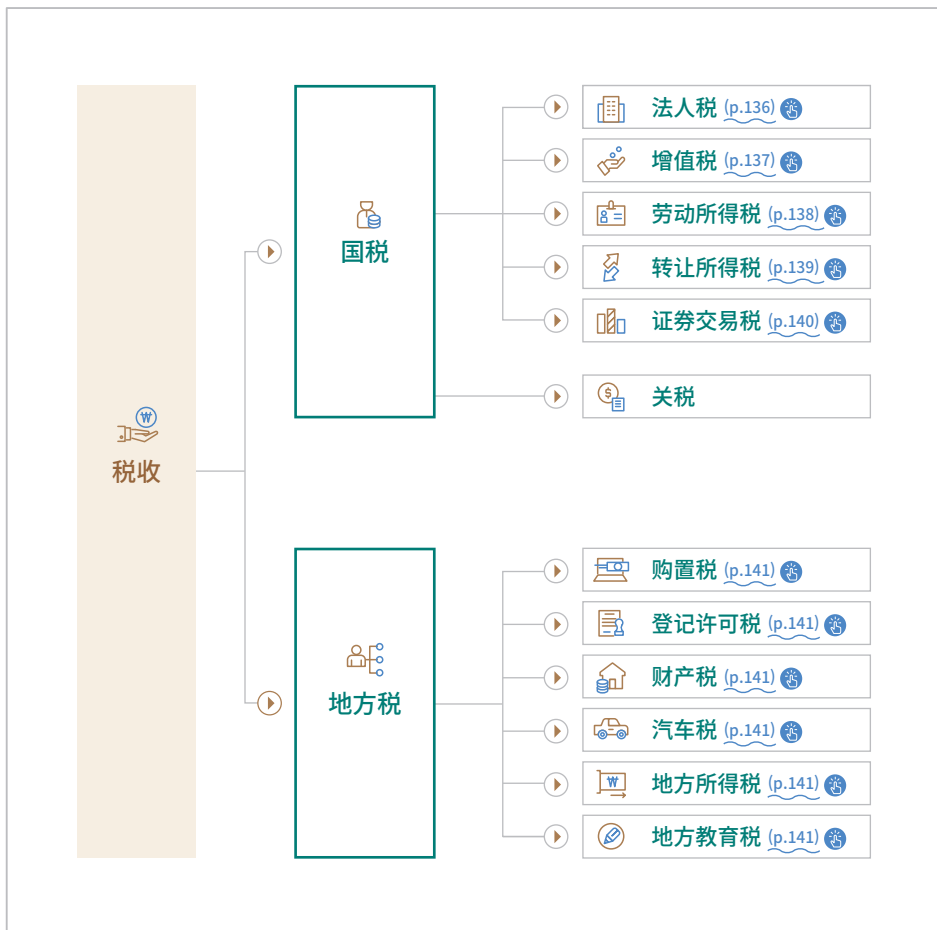 税收
国税
法人税 (p.136)
增值税 (p.137)
劳动所得税 (p.138)
转让所得税 (p.139)
证券交易税 (p.140)
关税
地方税
购置税 (p.141)
登记许可税 (p.141)
财产税 (p.141)
汽车税 (p.141)
地方所得税 (p.141)
地方教育税 (p.141)